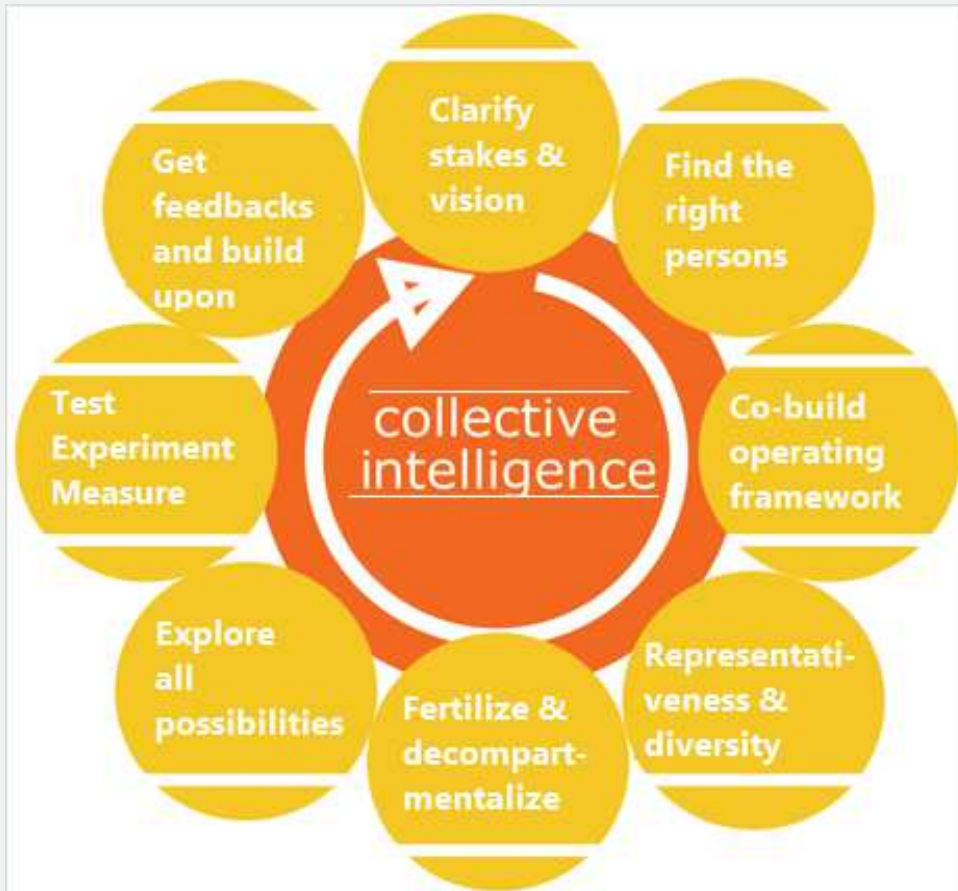 Clarify
stakes &
vision
Find the
right
persons
Co-build
operating
framework
Representati-
veness &
diversity
Fertilize &
decompart-
mentalize
Explore
all
possibilities
Test
Experiment
Measure
Get
feedbacks
and build
upon
collective
intelligence